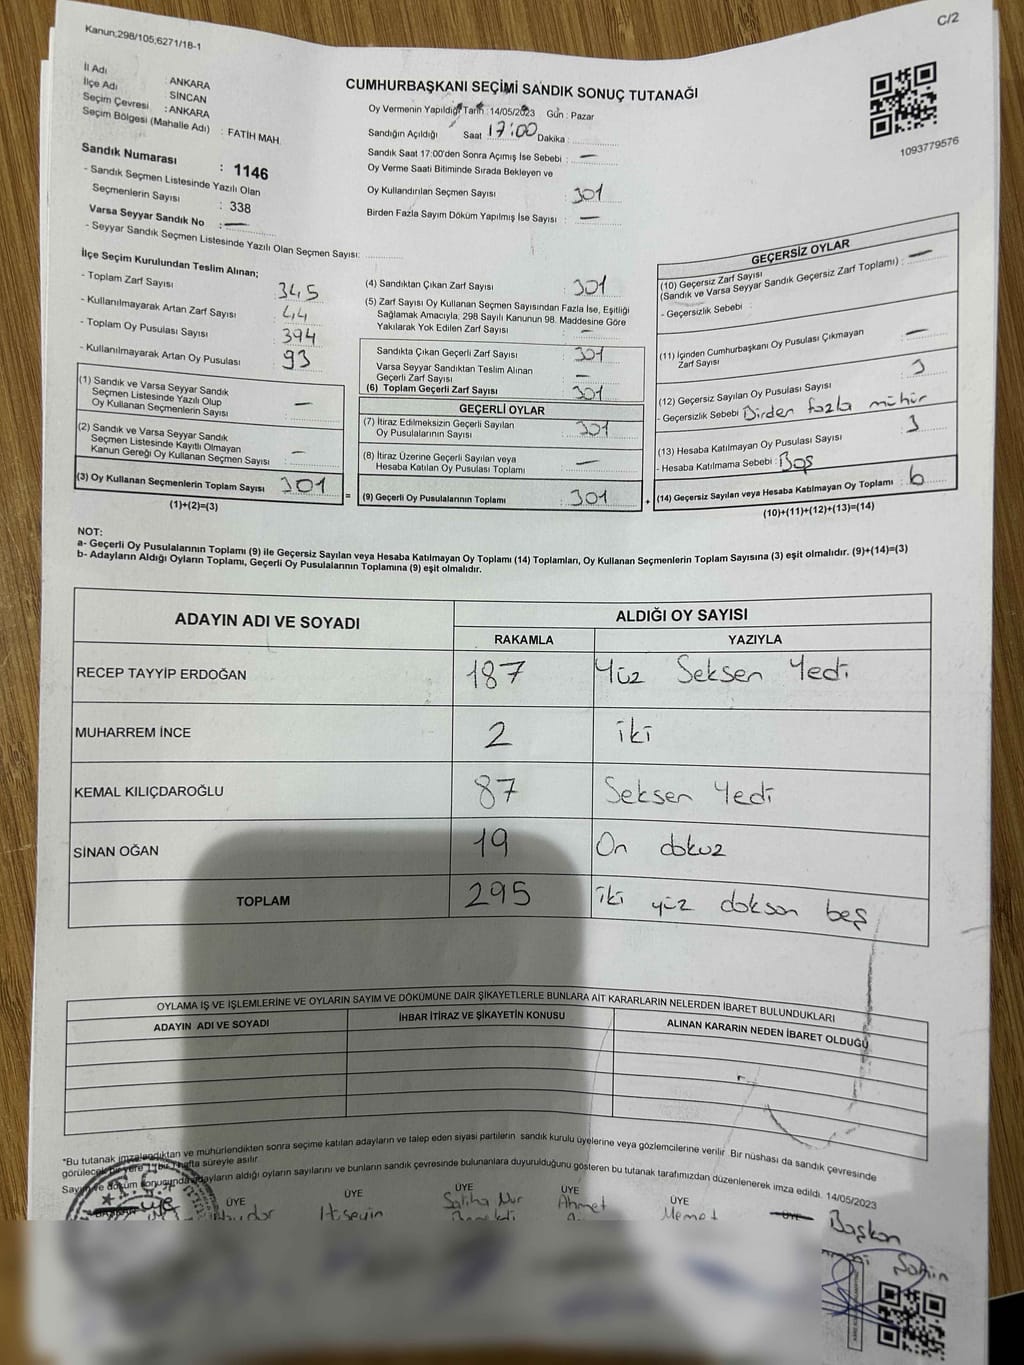 Kanun;298/105;6271/18-1
C/2
İl Adı : ANKARA
İlçe Adı : SİNCAN
Seçim Çevresi : ANKARA
Seçim Bölgesi (Mahalle Adı) : FATİH MAH.
Sandık Numarası : 1146
- Sandık Seçmen Listesinde Yazılı Olan
Seçmenlerin Sayısı : 338
Varsa Seyyar Sandık No : —
- Seyyar Sandık Seçmen Listesinde Yazılı Olan Seçmen Sayısı:
CUMHURBAŞKANI SEÇİMİ SANDIK SONUÇ TUTANAĞI
Oy Vermenin Yapıldığı Tarih : 14/05/2023 Gün : Pazar
Sandığın Açıldığı Saat 17:00 Dakika :
Sandık Saat 17:00'den Sonra Açımış İse Sebebi : —
Oy Verme Saati Bitiminde Sırada Bekleyen ve
Oy Kullandırılan Seçmen Sayısı : 301
Birden Fazla Sayım Döküm Yapılmış İse Sayısı : —
1093779576
İlçe Seçim Kurulundan Teslim Alınan;
- Toplam Zarf Sayısı 345
- Kullanılmayarak Artan Zarf Sayısı 44
- Toplam Oy Pusulası Sayısı 394
- Kullanılmayarak Artan Oy Pusulası 93
(1) Sandık ve Varsa Seyyar Sandık
Seçmen Listesinde Yazılı Olup
Oy Kullanan Seçmenlerin Sayısı : —
(2) Sandık ve Varsa Seyyar Sandık
Seçmen Listesinde Kayıtlı Olmayan
Kanun Gereği Oy Kullanan Seçmen Sayısı : —
(3) Oy Kullanan Seçmenlerin Toplam Sayısı : 301
(1)+(2)=(3)
=
(4) Sandıktan Çıkan Zarf Sayısı : 301
(5) Zarf Sayısı Oy Kullanan Seçmen Sayısından Fazla İse, Eşitliği
Sağlamak Amacıyla, 298 Sayılı Kanunun 98. Maddesine Göre
Yakılarak Yok Edilen Zarf Sayısı : —
Sandıkta Çıkan Geçerli Zarf Sayısı : 301
Varsa Seyyar Sandıktan Teslim Alınan
Geçerli Zarf Sayısı : —
(6) Toplam Geçerli Zarf Sayısı : 301
GEÇERLİ OYLAR
(7) İtiraz Edilmeksizin Geçerli Sayılan
Oy Pusulalarının Sayısı : 301
(8) İtiraz Üzerine Geçerli Sayılan veya
Hesaba Katılan Oy Pusulaları Toplamı : —
(9) Geçerli Oy Pusulalarının Toplamı : 301
+
GEÇERSİZ OYLAR
(10) Geçersiz Zarf Sayısı
(Sandık ve Varsa Seyyar Sandık Geçersiz Zarf Toplamı) : —
- Geçersizlik Sebebi :
(11) İçinden Cumhurbaşkanı Oy Pusulası Çıkmayan
Zarf Sayısı : —
(12) Geçersiz Sayılan Oy Pusulası Sayısı : 3
- Geçersizlik Sebebi Birden fazla mühür
(13) Hesaba Katılmayan Oy Pusulası Sayısı 3
- Hesaba Katılmama Sebebi : Boş
(14) Geçersiz Sayılan veya Hesaba Katılmayan Oy Toplamı : 6
(10)+(11)+(12)+(13)=(14)
NOT:
a- Geçerli Oy Pusulalarının Toplamı (9) ile Geçersiz Sayılan veya Hesaba Katılmayan Oy Toplamı (14) Toplamları, Oy Kullanan Seçmenlerin Toplam Sayısına (3) eşit olmalıdır. (9)+(14)=(3)
b- Adayların Aldığı Oyların Toplamı, Geçerli Oy Pusulalarının Toplamına (9) eşit olmalıdır.
ADAYIN ADI VE SOYADI
ALDIĞI OY SAYISI
RAKAMLA YAZIYLA
RECEP TAYYİP ERDOĞAN 187 Yüz Seksen Yedi
MUHARREM İNCE 2 iki
KEMAL KILIÇDAROĞLU 87 Seksen Yedi
SİNAN OĞAN 19 On dokuz
TOPLAM 295 iki yüz doksan beş
OYLAMA İŞ VE İŞLEMLERİNE VE OYLARIN SAYIM VE DÖKÜMÜNE DAİR ŞİKAYETLERLE BUNLARA AİT KARARLARIN NELERDEN İBARET BULUNDUKLARI
ADAYIN ADI VE SOYADI İHBAR İTİRAZ VE ŞİKAYETİN KONUSU ALINAN KARARIN NEDEN İBARET OLDUĞU
*Bu tutanak imzalandıktan ve mühürlendikten sonra seçime katılan adayların ve talep eden siyasi partilerin sandık kurulu üyelerine veya gözlemcilerine verilir. Bir nüshası da sandık çevresinde
görülecek bir yere 1 bir hafta süreyle asılır.
Sayım ve döküm sonucunda adayların aldığı oyların sayılarını ve bunların sandık çevresinde bulunanlara duyurulduğunu gösteren bu tutanak tarafımızdan düzenlenerek imza edildi. 14/05/2023
T.C.
üye ÜYE ÜYE ÜYE ÜYE ÜYE ÜYE Başkan
Hüseyin Saliha Nur Ahmet Memet
Şahin